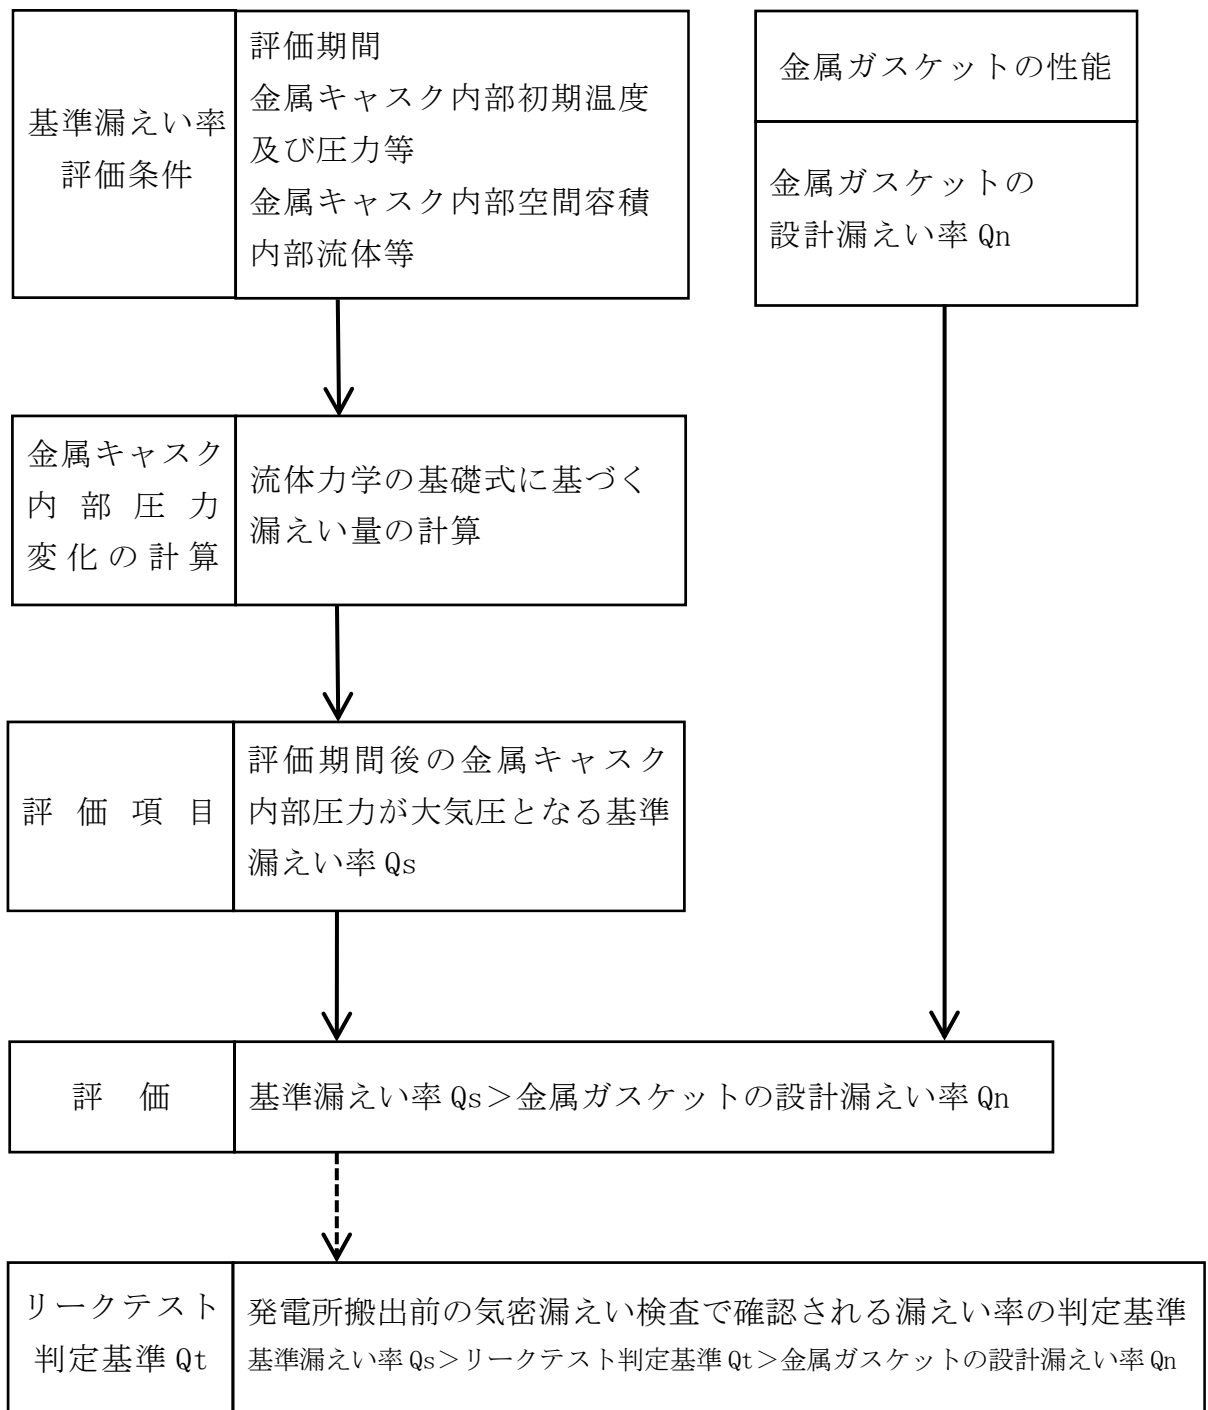 基準漏えい率
評価条件
評価期間
金属キャスク内部初期温度
及び圧力等
金属キャスク内部空間容積
内部流体等
金属ガスケットの性能
金属ガスケットの
設計漏えい率 Qn
金属キャスク
内部圧力
変化の計算
流体力学の基礎式に基づく
漏えい量の計算
評価項目
評価期間後の金属キャスク
内部圧力が大気圧となる基準
漏えい率 Qs
評価
基準漏えい率 Qs＞金属ガスケットの設計漏えい率 Qn
リークテスト
判定基準 Qt
発電所搬出前の気密漏えい検査で確認される漏えい率の判定基準
基準漏えい率 Qs＞リークテスト判定基準 Qt＞金属ガスケットの設計漏えい率 Qn